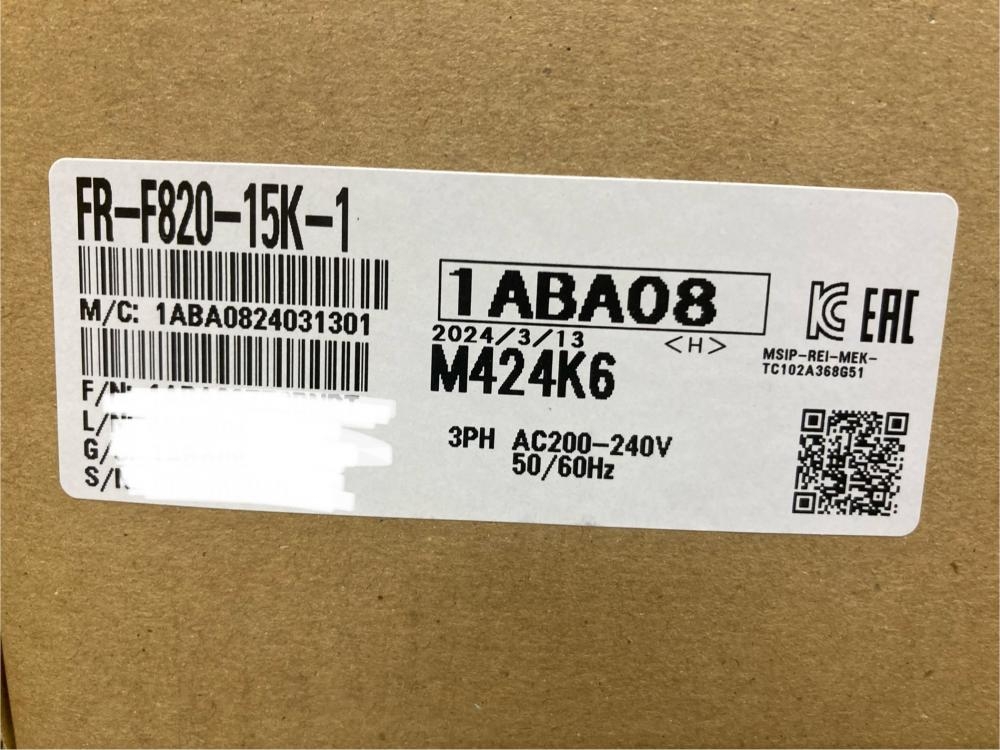 FR-F820-15K-1
M/C: 1ABA0824031301
F/N:
L/N
G/
S/N
1ABA08
2024/3/13 <H>
M424K6
3PH AC200-240V
50/60Hz
EAC
MSIP-REI-MEK-
TC102A368G51